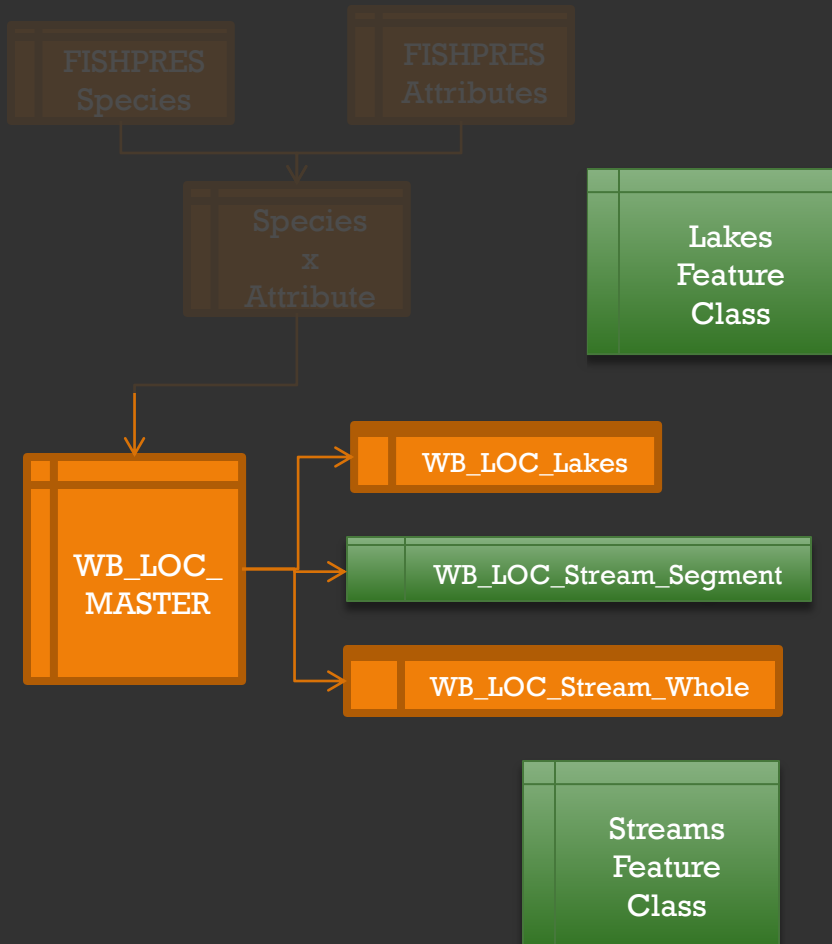 FISHPRES
Species
FISHPRES
Attributes
Species
x
Attribute
Lakes
Feature
Class
WB_LOC_
MASTER
WB_LOC_Lakes
WB_LOC_Stream_Segment
WB_LOC_Stream_Whole
Streams
Feature
Class